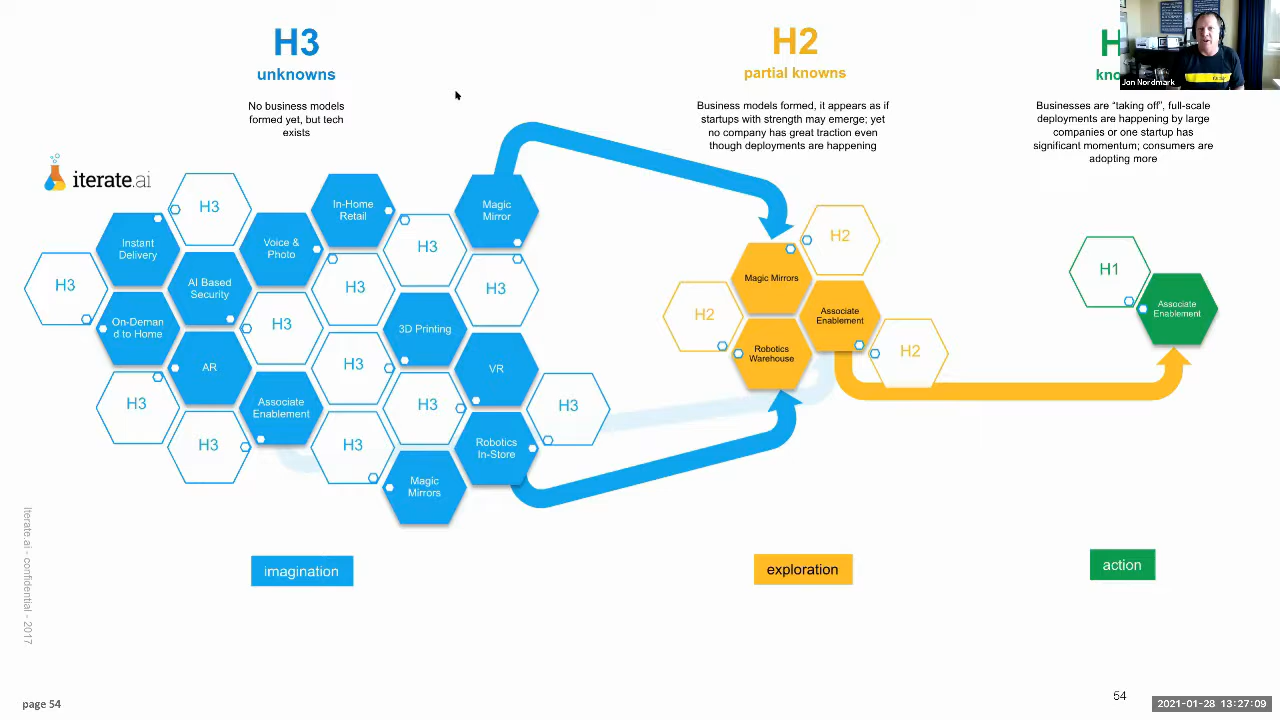 H3
unknowns
No business models
formed yet, but tech
exists
H2
partial knowns
Business models formed, it appears as if
startups with strength may emerge; yet
no company has great traction even
though deployments are happening
H
kno
Businesses are “taking off”, full-scale
deployments are happening by large
companies or one startup has
significant momentum; consumers are
adopting more
Jon Nordmark
iterate.ai
H3
Instant
Delivery
H3
On-Deman
d to Home
H3
AI Based
Security
AR
H3
Voice &
Photo
H3
Associate
Enablement
In-Home
Retail
H3
H3
H3
H3
3D Printing
H3
Magic
Mirrors
Magic
Mirror
H3
VR
Robotics
In-Store
H3
H2
Magic Mirrors
Robotics
Warehouse
H2
Associate
Enablement
H2
H1
Associate
Enablement
imagination
exploration
action
iterate.ai - confidential - 2017
page 54
54
2021-01-28 13:27:09